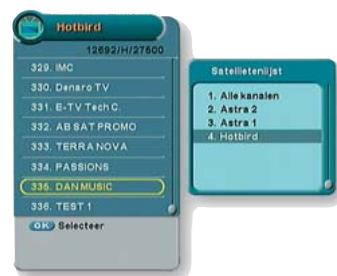 Hotbird
12692/H/27500
329. IMC
330. Denaro TV
331. E-TV Tech C.
332. AB SAT PROMO
333. TERRA NOVA
334. PASSIONS
335. DAN MUSIC
336. TEST 1
OK Selecteer
Satellietenlijst
1. Alle kanalen
2. Astra 2
3. Astra 1
4. Hotbird